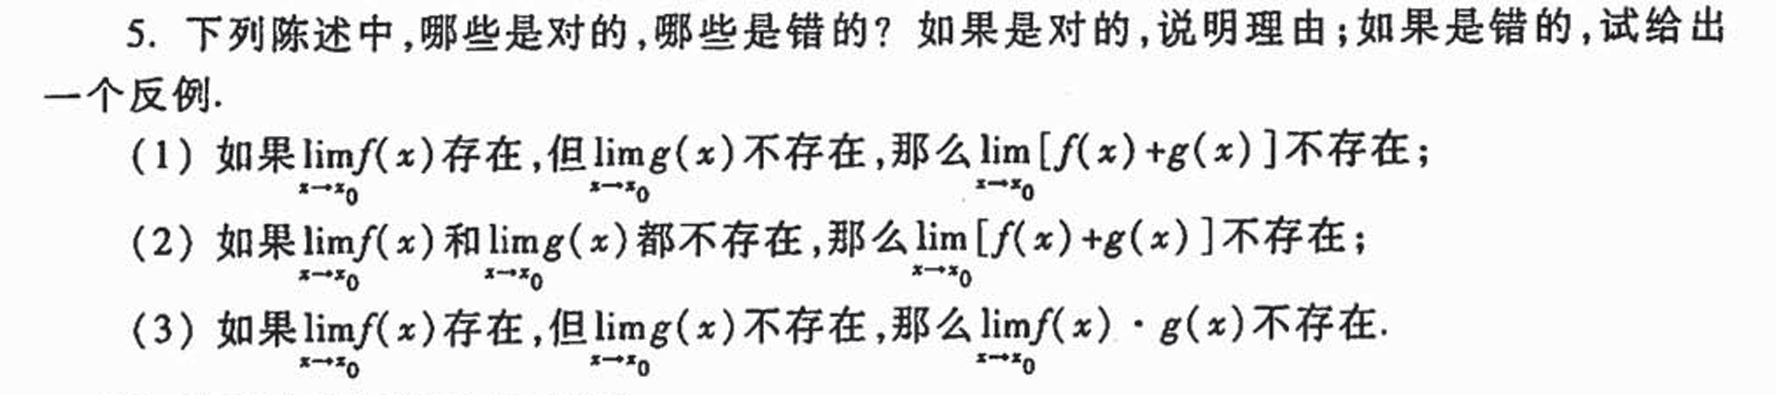 5. 下列陈述中,哪些是对的,哪些是错的? 如果是对的,说明理由;如果是错的,试给出
一个反例.
(1) 如果$\lim\limits_{x\to x_0}f(x)$存在,但$\lim\limits_{x\to x_0}g(x)$不存在,那么$\lim\limits_{x\to x_0}[f(x)+g(x)]$不存在;
(2) 如果$\lim\limits_{x\to x_0}f(x)$和$\lim\limits_{x\to x_0}g(x)$都不存在,那么$\lim\limits_{x\to x_0}[f(x)+g(x)]$不存在;
(3) 如果$\lim\limits_{x\to x_0}f(x)$存在,但$\lim\limits_{x\to x_0}g(x)$不存在,那么$\lim\limits_{x\to x_0}f(x)\cdot g(x)$不存在.